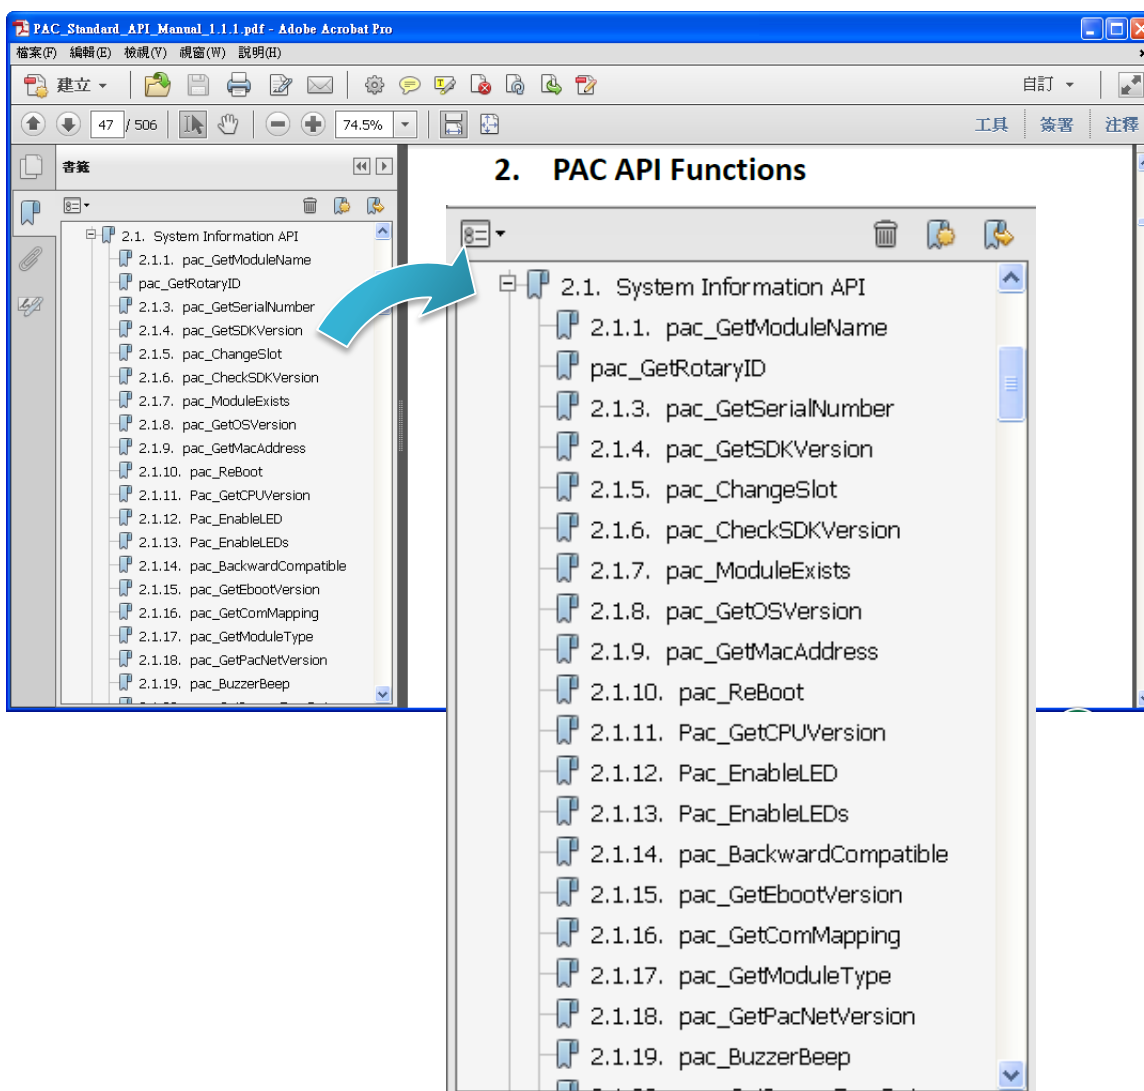 PAC_Standard_API_Manual_1.1.1.pdf - Adobe Acrobat Pro
檔案(F) 編輯(E) 檢視(V) 視窗(W) 說明(H)
建立 自訂
47 / 506 74.5% 工具 簽署 注釋
書籤
2.1. System Information API
2.1.1. pac_GetModuleName
pac_GetRotaryID
2.1.3. pac_GetSerialNumber
2.1.4. pac_GetSDKVersion
2.1.5. pac_ChangeSlot
2.1.6. pac_CheckSDKVersion
2.1.7. pac_ModuleExists
2.1.8. pac_GetOSVersion
2.1.9. pac_GetMacAddress
2.1.10. pac_ReBoot
2.1.11. Pac_GetCPUVersion
2.1.12. Pac_EnableLED
2.1.13. Pac_EnableLEDs
2.1.14. pac_BackwardCompatible
2.1.15. pac_GetEbootVersion
2.1.16. pac_GetComMapping
2.1.17. pac_GetModuleType
2.1.18. pac_GetPacNetVersion
2.1.19. pac_BuzzerBeep
2. PAC API Functions
2.1. System Information API
2.1.1. pac_GetModuleName
pac_GetRotaryID
2.1.3. pac_GetSerialNumber
2.1.4. pac_GetSDKVersion
2.1.5. pac_ChangeSlot
2.1.6. pac_CheckSDKVersion
2.1.7. pac_ModuleExists
2.1.8. pac_GetOSVersion
2.1.9. pac_GetMacAddress
2.1.10. pac_ReBoot
2.1.11. Pac_GetCPUVersion
2.1.12. Pac_EnableLED
2.1.13. Pac_EnableLEDs
2.1.14. pac_BackwardCompatible
2.1.15. pac_GetEbootVersion
2.1.16. pac_GetComMapping
2.1.17. pac_GetModuleType
2.1.18. pac_GetPacNetVersion
2.1.19. pac_BuzzerBeep